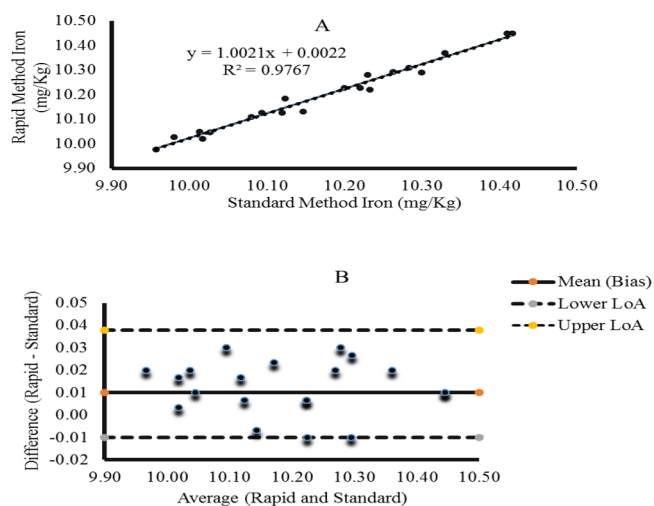 A
y = 1.0021x + 0.0022
R² = 0.9767
Rapid Method Iron
(mg/Kg)
10.50
10.40
10.30
10.20
10.10
10.00
9.90
9.90 10.00 10.10 10.20 10.30 10.40 10.50
Standard Method Iron (mg/Kg)
B
Difference (Rapid - Standard)
0.05
0.04
0.03
0.02
0.01
0.00
-0.01
-0.02
9.90 10.00 10.10 10.20 10.30 10.40 10.50
Average (Rapid and Standard)
Mean (Bias)
Lower LoA
Upper LoA